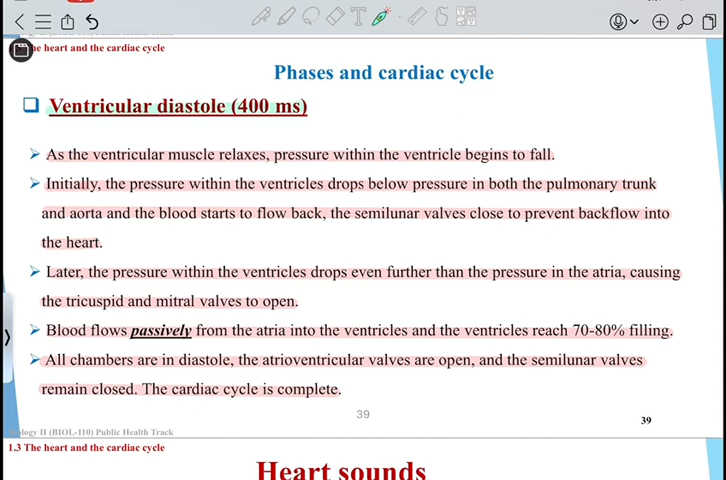 he heart and the cardiac cycle
Phases and cardiac cycle
Ventricular diastole (400 ms)
As the ventricular muscle relaxes, pressure within the ventricle begins to fall.
Initially, the pressure within the ventricles drops below pressure in both the pulmonary trunk
and aorta and the blood starts to flow back, the semilunar valves close to prevent backflow into
the heart.
Later, the pressure within the ventricles drops even further than the pressure in the atria, causing
the tricuspid and mitral valves to open.
Blood flows passively from the atria into the ventricles and the ventricles reach 70-80% filling.
All chambers are in diastole, the atrioventricular valves are open, and the semilunar valves
remain closed. The cardiac cycle is complete.
39
39
ology II (BIOL-110) Public Health Track
1.3 The heart and the cardiac cycle
Heart sounds